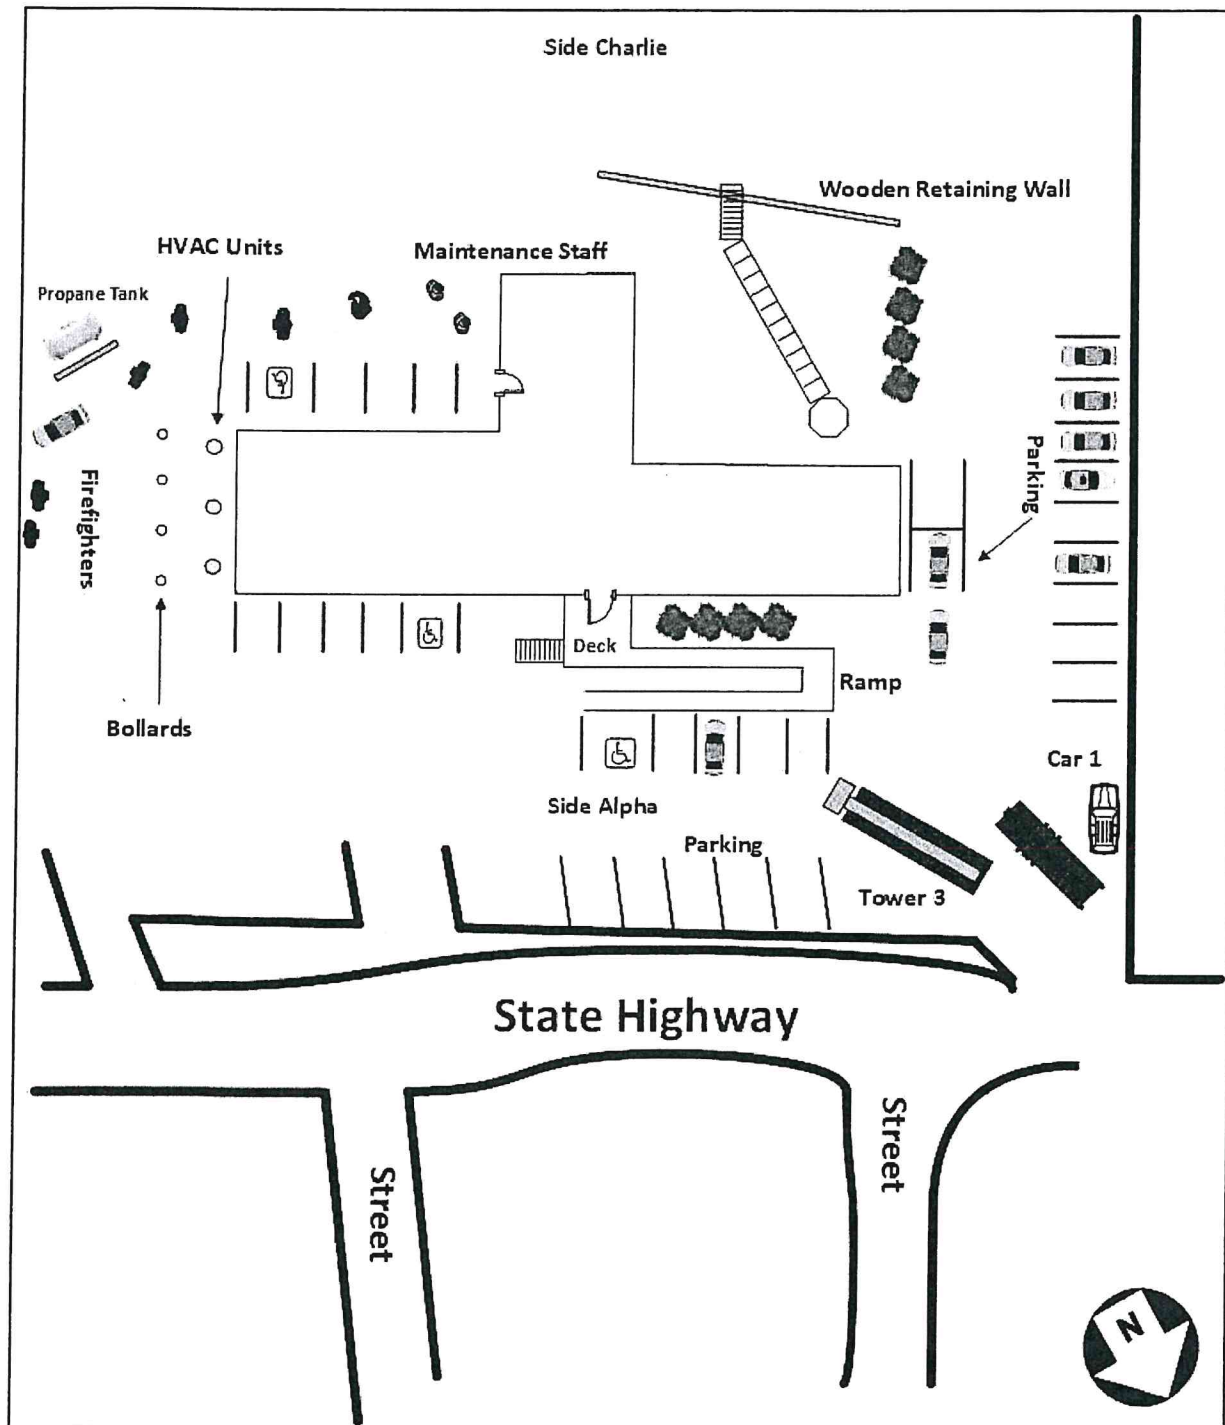 Side Charlie
Wooden Retaining Wall
HVAC Units
Maintenance Staff
Propane Tank
Parking
Firefighters
Deck
Ramp
Bollards
Car 1
Side Alpha
Parking
Tower 3
State Highway
Street
Street
N